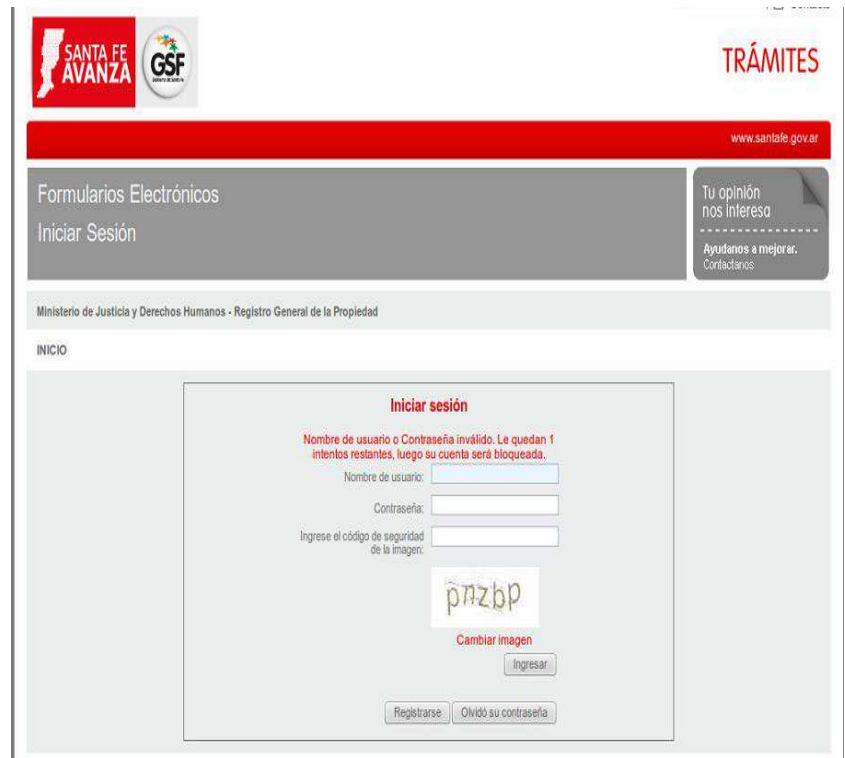 SANTA FE
AVANZA
GSF
TRÁMITES
www.santafe.gov.ar
Formularios Electrónicos
Iniciar Sesión
Tu opinión
nos interesa
Ayudanos a mejorar.
Contactanos
Ministerio de Justicia y Derechos Humanos - Registro General de la Propiedad
INICIO
Iniciar sesión
Nombre de usuario o Contraseña inválido. Le quedan 1
intentos restantes, luego su cuenta será bloqueada.
Nombre de usuario:
Contraseña:
Ingrese el código de seguridad
de la imagen:
Cambiar imagen
Ingresar
Registrarse Olvidó su contraseña